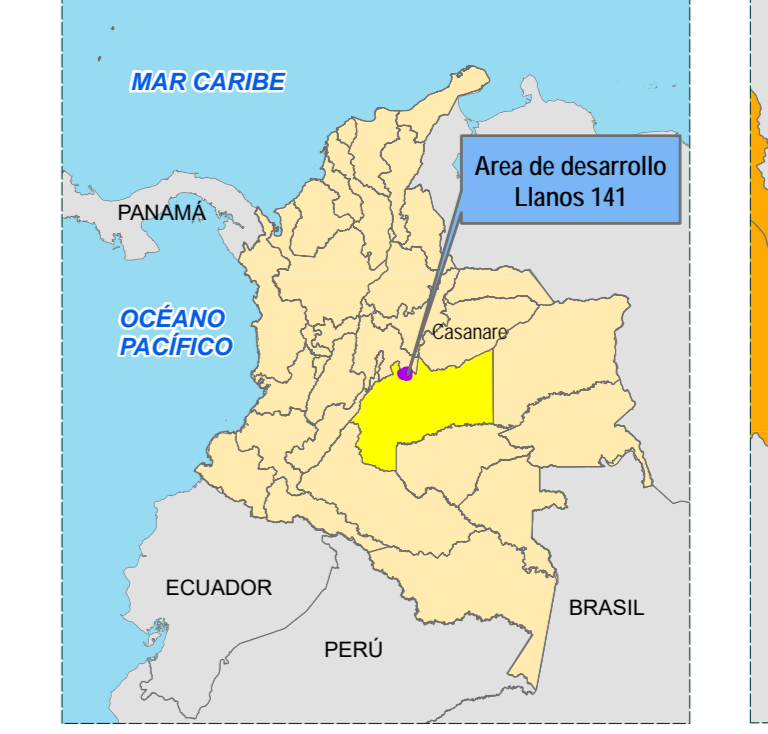 MAR CARIBE
Area de desarrollo
Llanos 141
PANAMÁ
OCÉANO
PACÍFICO
Casanare
ECUADOR
BRASIL
PERÚ